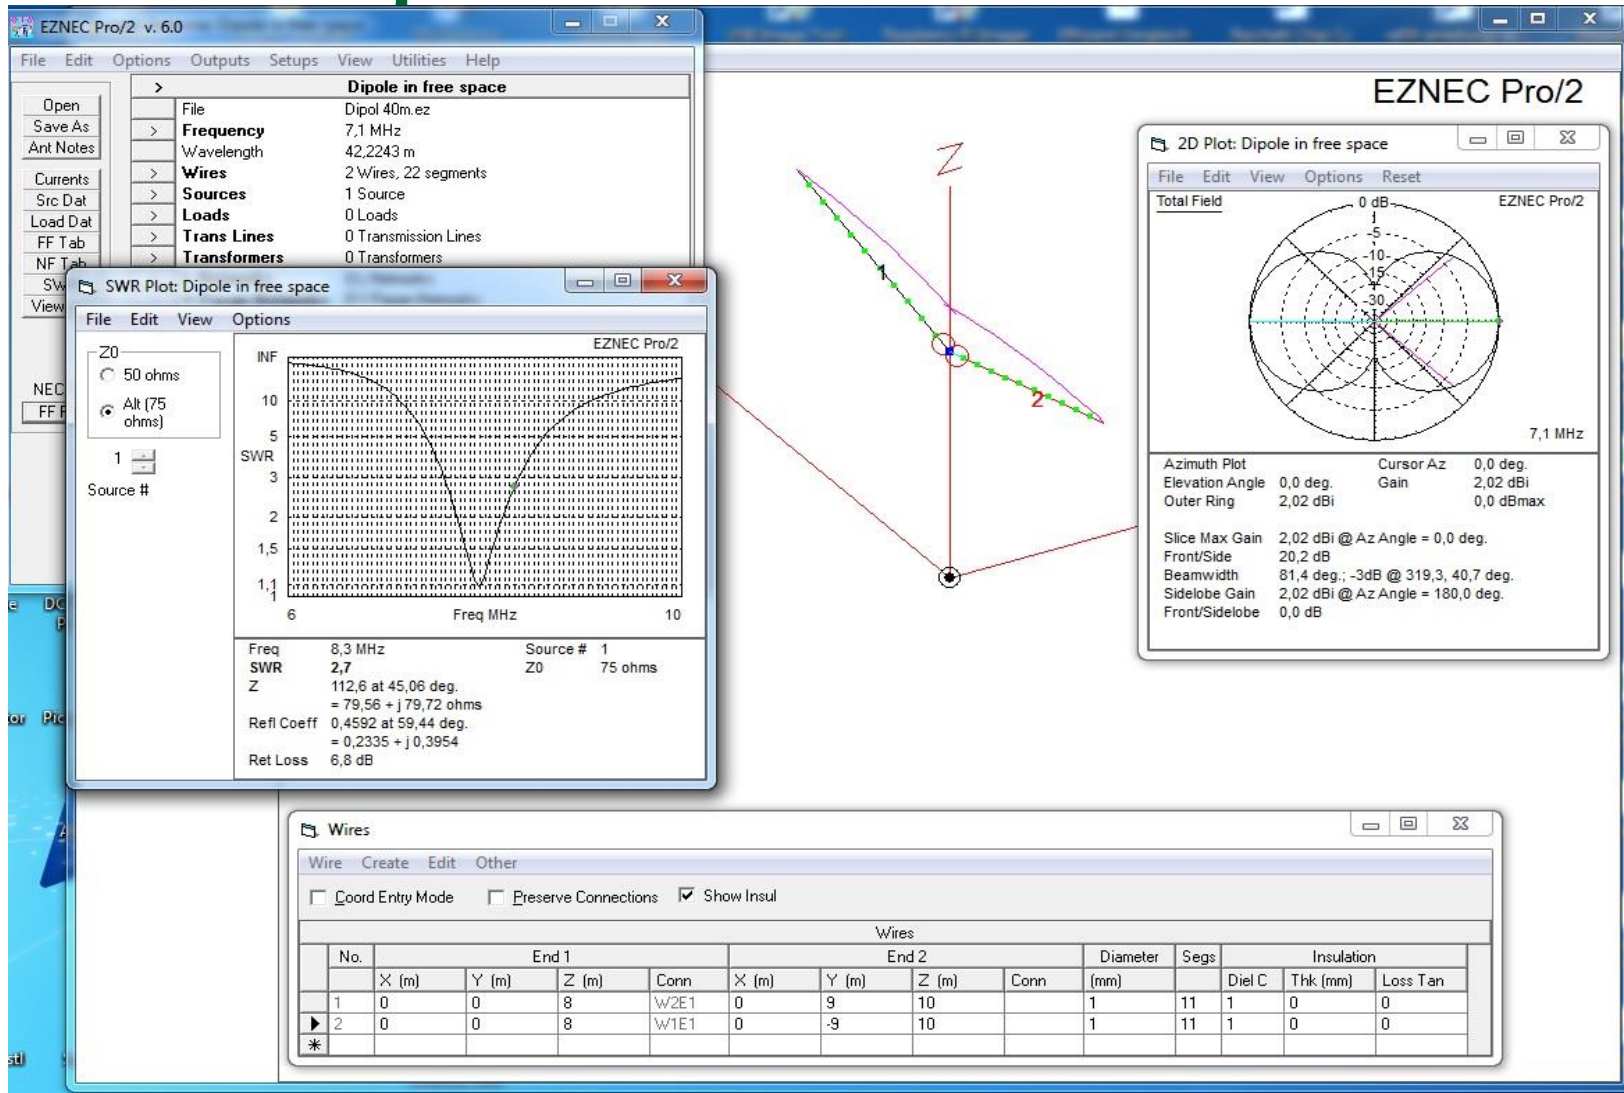 EZNEC Pro/2 v. 6.0
File Edit Options Outputs Setups View Utilities Help
Open
Save As
Ant Notes
Currents
Src Dat
Load Dat
FF Tab
NF Tab
SW
View
NEC
FF F
> Dipole in free space
File Dipol 40m.ez
> Frequency 7,1 MHz
Wavelength 42,2243 m
> Wires 2 Wires, 22 segments
> Sources 1 Source
> Loads 0 Loads
> Trans Lines 0 Transmission Lines
> Transformers 0 Transformers
EZNEC Pro/2
Z
1
2
SWR Plot: Dipole in free space
File Edit View Options
Z0
50 ohms
Alt (75
ohms)
1
Source #
EZNEC Pro/2
INF
10
5
SWR
3
2
1,5
1,1
1
6 Freq MHz 10
Freq 8,3 MHz Source # 1
SWR 2,7 Z0 75 ohms
Z 112,6 at 45,06 deg.
= 79,56 + j 79,72 ohms
Refl Coeff 0,4592 at 59,44 deg.
= 0,2335 + j 0,3954
Ret Loss 6,8 dB
2D Plot: Dipole in free space
File Edit View Options Reset
Total Field 0 dB EZNEC Pro/2
-5
-10
-15
-30
7,1 MHz
Azimuth Plot Cursor Az 0,0 deg.
Elevation Angle 0,0 deg. Gain 2,02 dBi
Outer Ring 2,02 dBi 0,0 dBmax
Slice Max Gain 2,02 dBi @ Az Angle = 0,0 deg.
Front/Side 20,2 dB
Beamwidth 81,4 deg.; -3dB @ 319,3, 40,7 deg.
Sidelobe Gain 2,02 dBi @ Az Angle = 180,0 deg.
Front/Sidelobe 0,0 dB
Wires
Wire Create Edit Other
Coord Entry Mode Preserve Connections Show Insul
Wires
No. End 1 End 2 Diameter Segs Insulation
X (m) Y (m) Z (m) Conn X (m) Y (m) Z (m) Conn (mm) Diel C Thk (mm) Loss Tan
1 0 0 8 W2E1 0 9 10 1 11 1 0 0
2 0 0 8 W1E1 0 -9 10 1 11 1 0 0